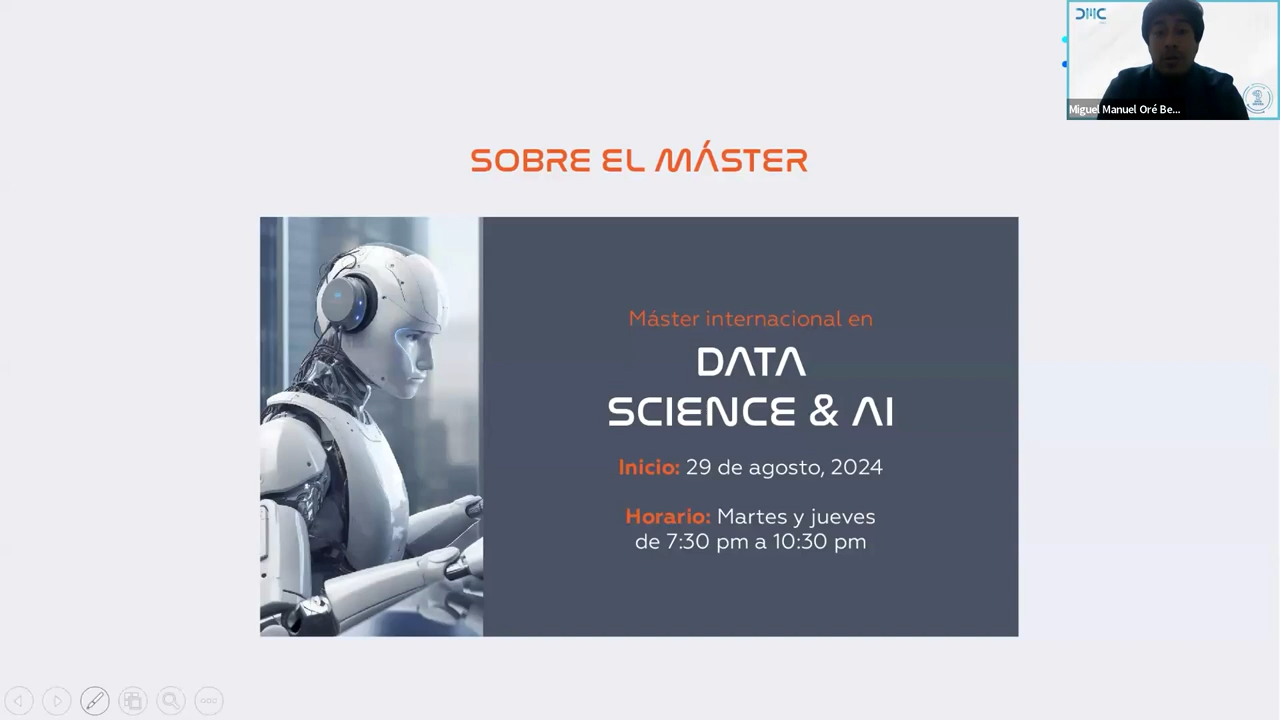 DMC
Miguel Manuel Oré Be...
SOBRE EL MÁSTER
Máster internacional en
DATA
SCIENCE & AI
Inicio: 29 de agosto, 2024
Horario: Martes y jueves
de 7:30 pm a 10:30 pm